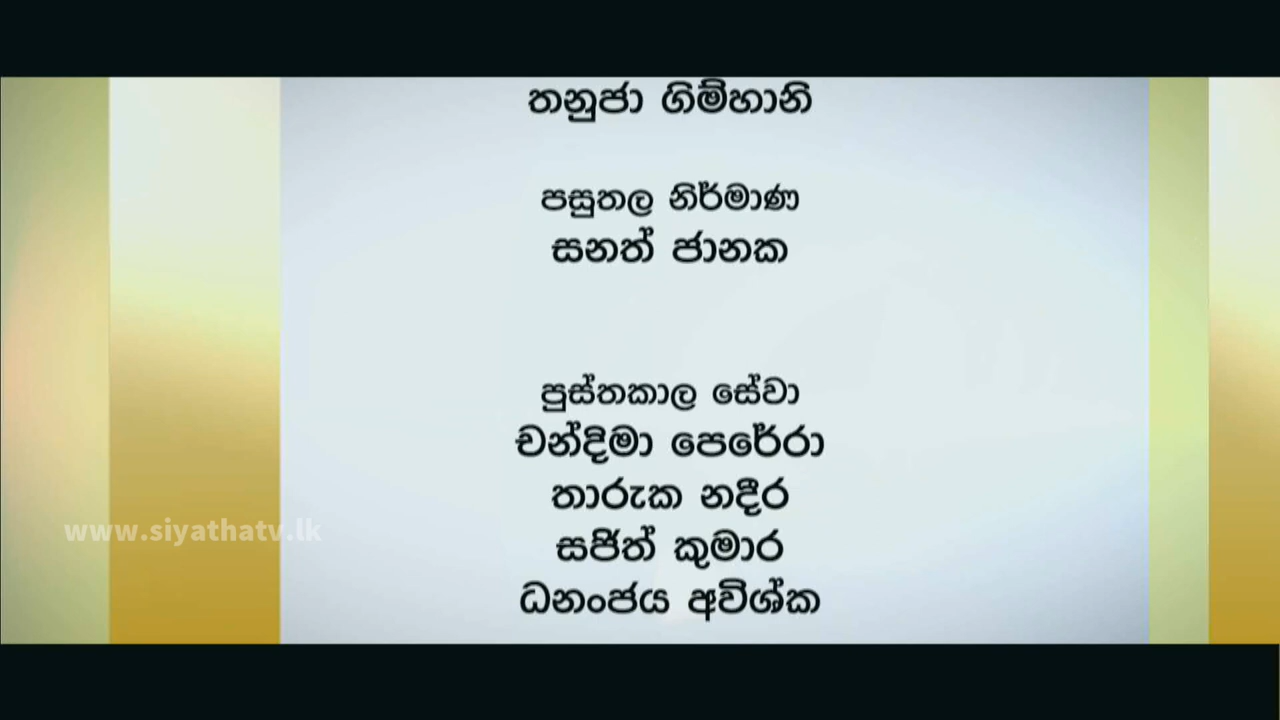 තනුජා ගිම්හානි
පසුතල නිර්මාණ
සනත් ජානක
පුස්තකාල සේවා
චන්දිමා පෙරේරා
තාරුක නදීර
www.siyathatv.lk
සජිත් කුමාර
ධනංජය අවිශ්ක